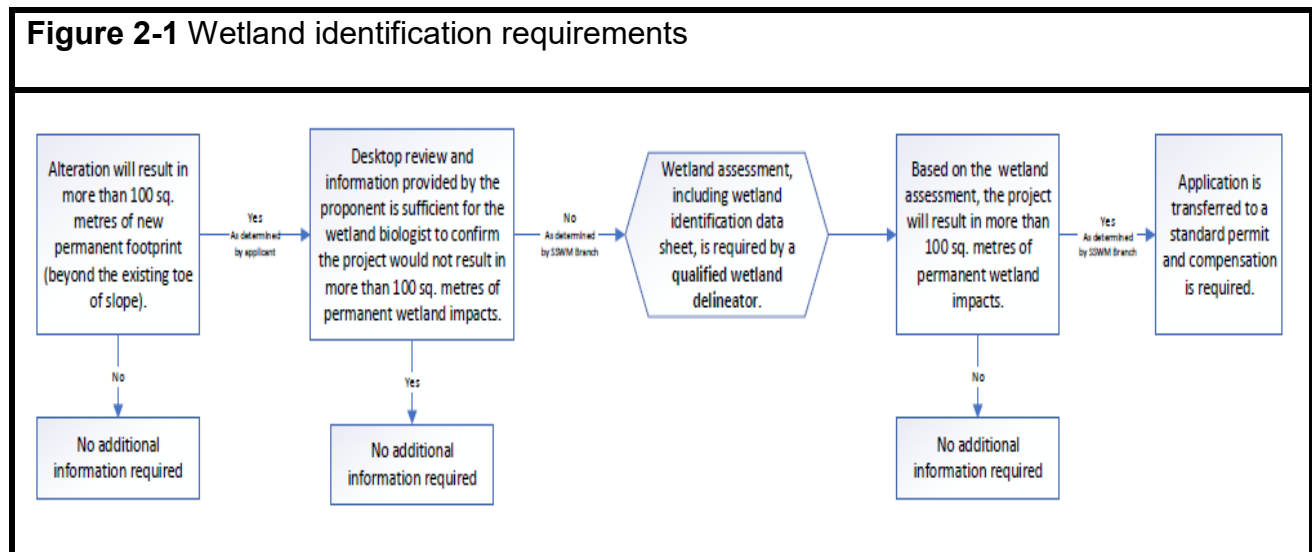 Figure 2-1 Wetland identification requirements
Alteration will result in
more than 100 sq.
metres of new
permanent footprint
(beyond the existing toe
of slope).
Yes
As determined
by applicant
No
No additional
information required
Desktop review and
information provided by the
proponent is sufficient for the
wetland biologist to confirm
the project would not result in
more than 100 sq. metres of
permanent wetland impacts.
No
As determined
by SSWM Branch
Yes
No additional
information required
Wetland assessment,
including wetland
identification data
sheet, is required by a
qualified wetland
delineator.
Based on the wetland
assessment, the project
will result in more than
100 sq. metres of
permanent wetland
impacts.
Yes
As determined
by SSWM Branch
No
No additional
information required
Application is
transferred to a
standard permit
and compensation
is required.